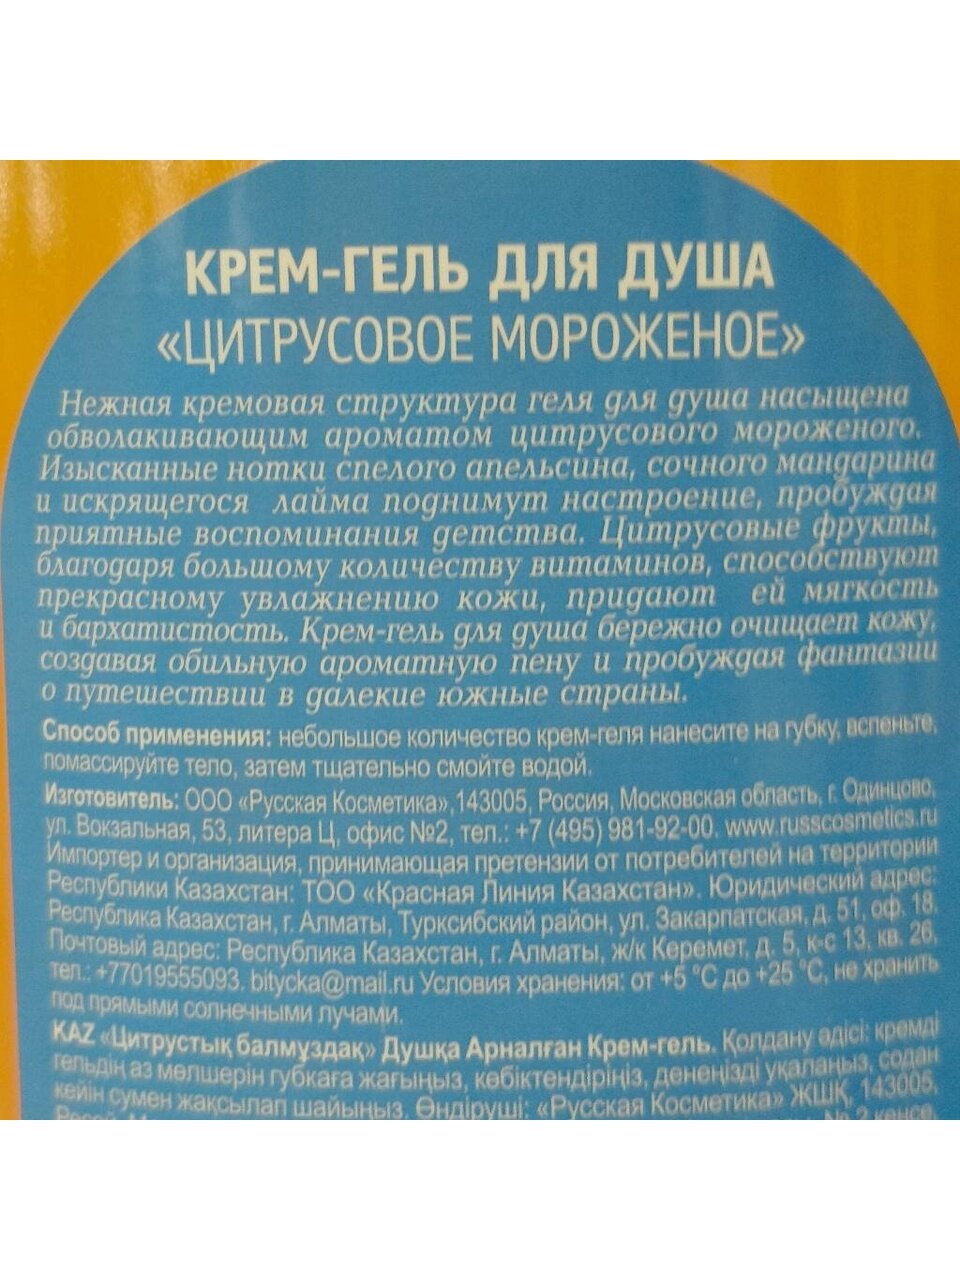 КРЕМ-ГЕЛЬ ДЛЯ ДУША
«ЦИТРУСОВОЕ МОРОЖЕНОЕ»
Нежная кремовая структура геля для душа насыщена
обволакивающим ароматом цитрусового мороженого.
Изысканные нотки спелого апельсина, сочного мандарина
и искрящегося лайма поднимут настроение, пробуждая
приятные воспоминания детства. Цитрусовые фрукты,
благодаря большому количеству витаминов, способствуют
прекрасному увлажнению кожи, придают ей мягкость
и бархатистость. Крем-гель для душа бережно очищает кожу,
создавая обильную ароматную пену и пробуждая фантазии
о путешествии в далекие южные страны.
Способ применения: небольшое количество крем-геля нанесите на губку, вспеньте,
помассируйте тело, затем тщательно смойте водой.
Изготовитель: ООО «Русская Косметика»,143005, Россия, Московская область, г. Одинцово,
ул. Вокзальная, 53, литера Ц, офис №2, тел.: +7 (495) 981-92-00. www.russcosmetics.ru
Импортер и организация, принимающая претензии от потребителей на территории
Республики Казахстан: ТОО «Красная Линия Казахстан». Юридический адрес:
Республика Казахстан, г. Алматы, Турксибский район, ул. Закарпатская, д. 51, оф. 18.
Почтовый адрес: Республика Казахстан, г. Алматы, ж/к Керемет, д. 5, к-с 13, кв. 26,
тел.: +77019555093. bitycka@mail.ru Условия хранения: от +5 °C до +25 °C, не хранить
под прямыми солнечными лучами.
KAZ «Цитрустық балмұздақ» Душқа Арналған Крем-гель. Қолдану әдісі: кремді
гельдің аз мөлшерін губкаға жағыңыз, көбіктендіріңіз, денеңізді уқалаңыз, содан
кейін сумен жақсылап шайыңыз. Өндіруші: «Русская Косметика» ЖШҚ, 143005,